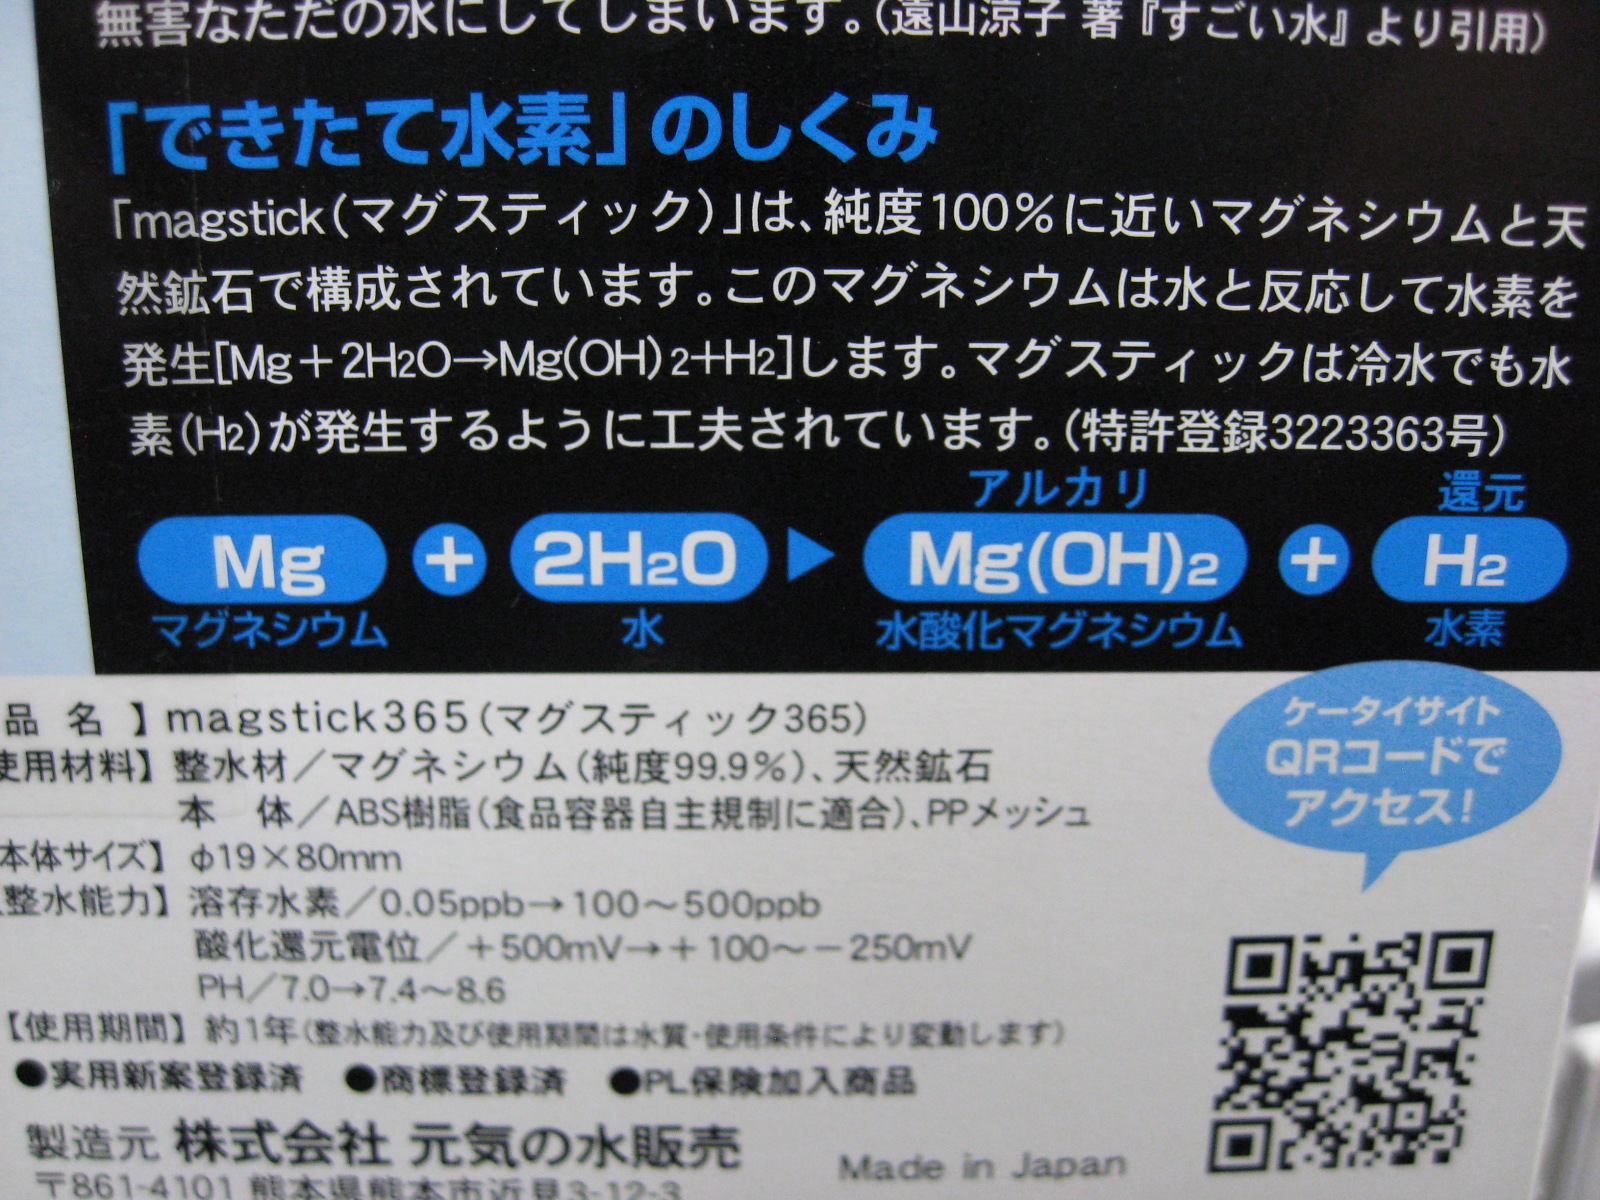 無害なただの水にしてしまいます。(遠山涼子 著『すごい水』より引用)
「できたて水素」のしくみ
「magstick(マグスティック)」は、純度100%に近いマグネシウムと天
然鉱石で構成されています。このマグネシウムは水と反応して水素を
発生[Mg+2H2O→Mg(OH)2+H2]します。マグスティックは冷水でも水
素(H2)が発生するように工夫されています。(特許登録3223363号)
アルカリ 還元
Mg + 2H2O ▶ Mg(OH)2 + H2
マグネシウム 水 水酸化マグネシウム 水素
品 名】magstick365(マグスティック365)
使用材料】整水材/マグネシウム(純度99.9%)、天然鉱石
本 体/ABS樹脂(食品容器自主規制に適合)、PPメッシュ
本体サイズ】φ19×80mm
整水能力】溶存水素/0.05ppb→100~500ppb
酸化還元電位/+500mV→+100~-250mV
PH/7.0→7.4~8.6
【使用期間】約1年(整水能力及び使用期間は水質・使用条件により変動します)
●実用新案登録済 ●商標登録済 ●PL保険加入商品
製造元 株式会社 元気の水販売
〒861-4101 熊本県熊本市近見3-12-3
Made in Japan
ケータイサイト
QRコードで
アクセス!